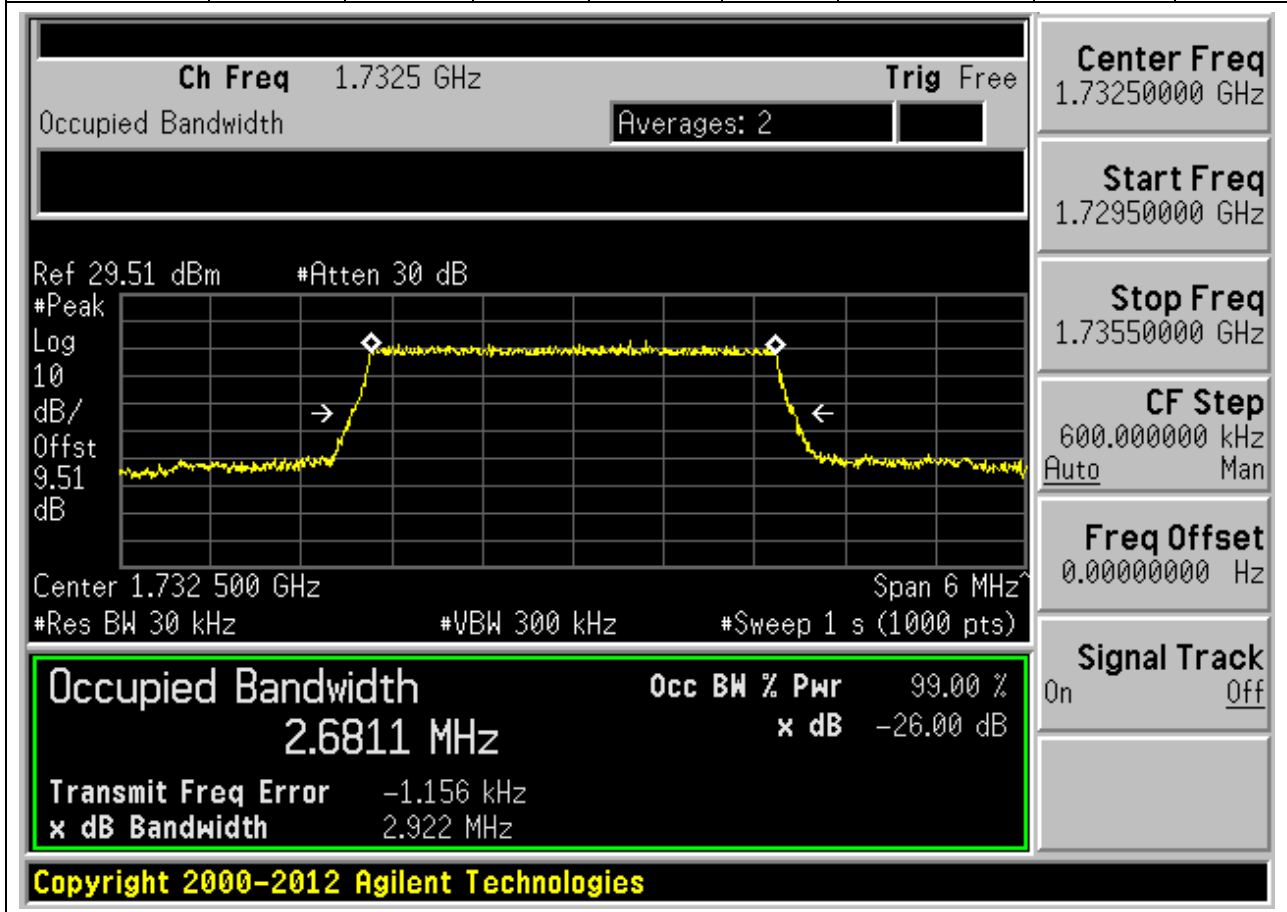 Ch Freq 1.7325 GHz Trig Free
Occupied Bandwidth Averages: 2
Ref 29.51 dBm #Atten 30 dB
#Peak
Log
10
dB/
Offst
9.51
dB
Center 1.732 500 GHz Span 6 MHz^
#Res BW 30 kHz #VBW 300 kHz #Sweep 1 s (1000 pts)
Occupied Bandwidth Occ BW % Pwr 99.00 %
2.6811 MHz x dB -26.00 dB
Transmit Freq Error -1.156 kHz
x dB Bandwidth 2.922 MHz
Copyright 2000-2012 Agilent Technologies
Center Freq
1.73250000 GHz
Start Freq
1.72950000 GHz
Stop Freq
1.73550000 GHz
CF Step
600.000000 kHz
Auto Man
Freq Offset
0.00000000 Hz
Signal Track
On Off